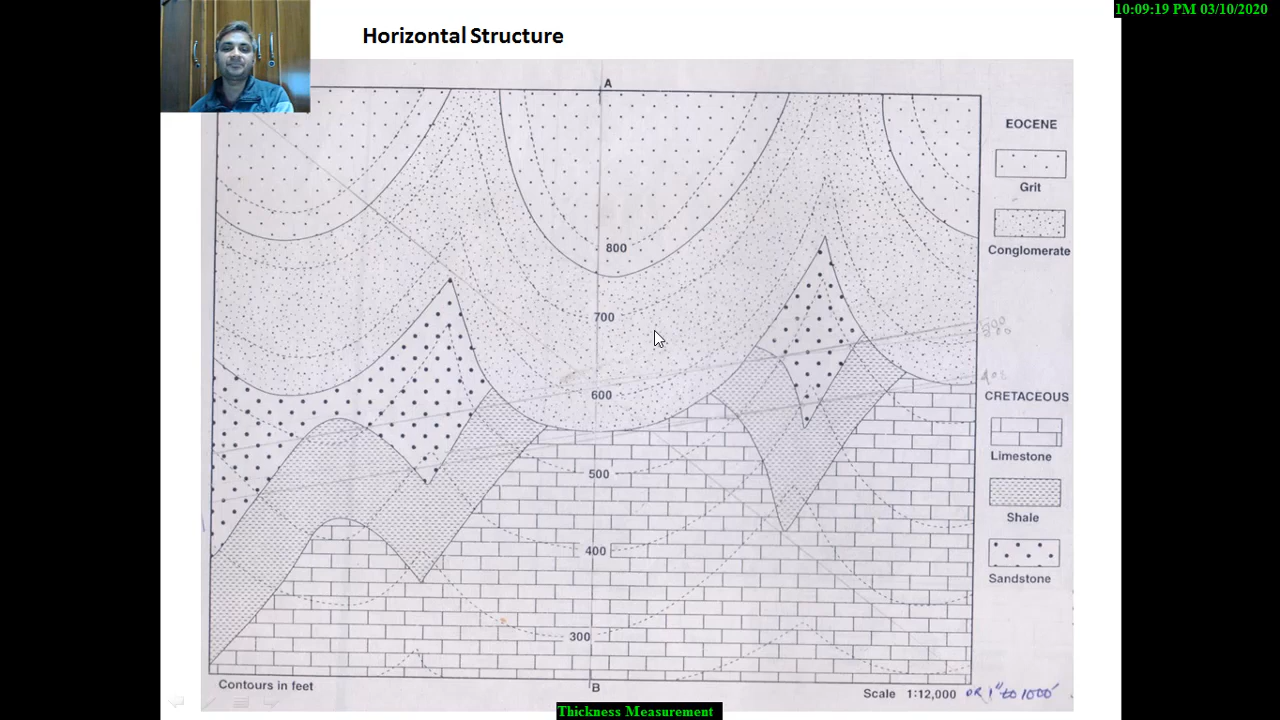 10:09:19 PM 03/10/2020
Horizontal Structure
A
EOCENE
Grit
Conglomerate
800
700
600
500
400
300
CRETACEOUS
Limestone
Shale
Sandstone
Contours in feet
B
Scale 1:12,000 OR 1" to 1000'
Thickness Measurement